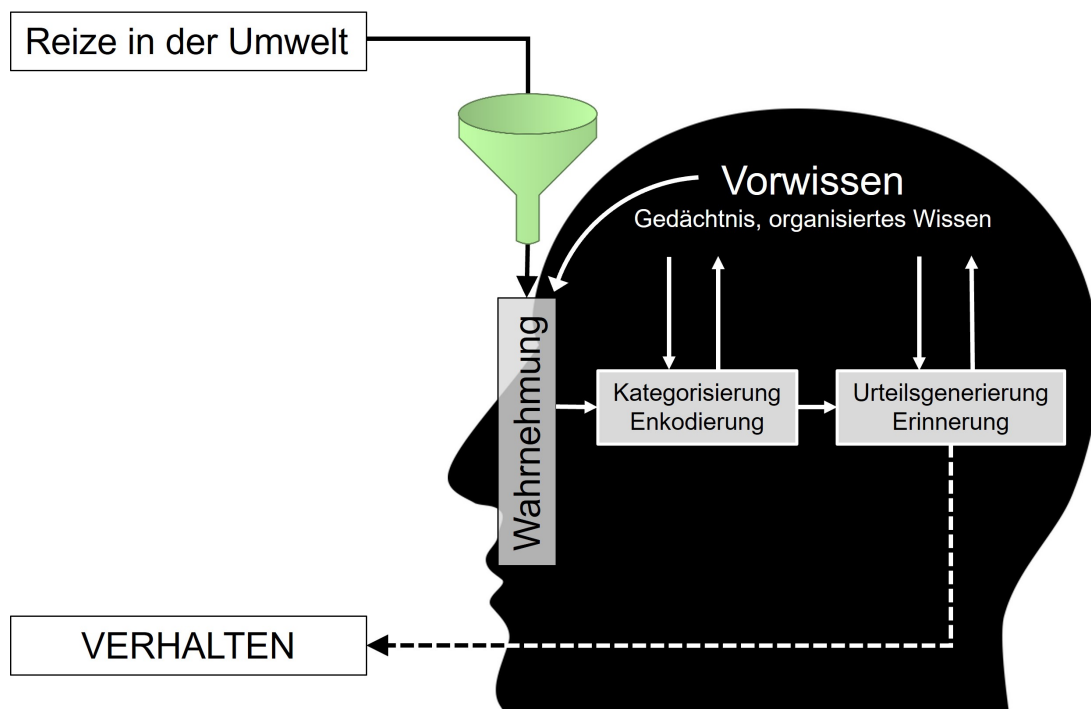 Reize in der Umwelt
Vorwissen
Gedächtnis, organisiertes Wissen
Wahrnehmung
Kategorisierung
Enkodierung
Urteilsgenerierung
Erinnerung
VERHALTEN